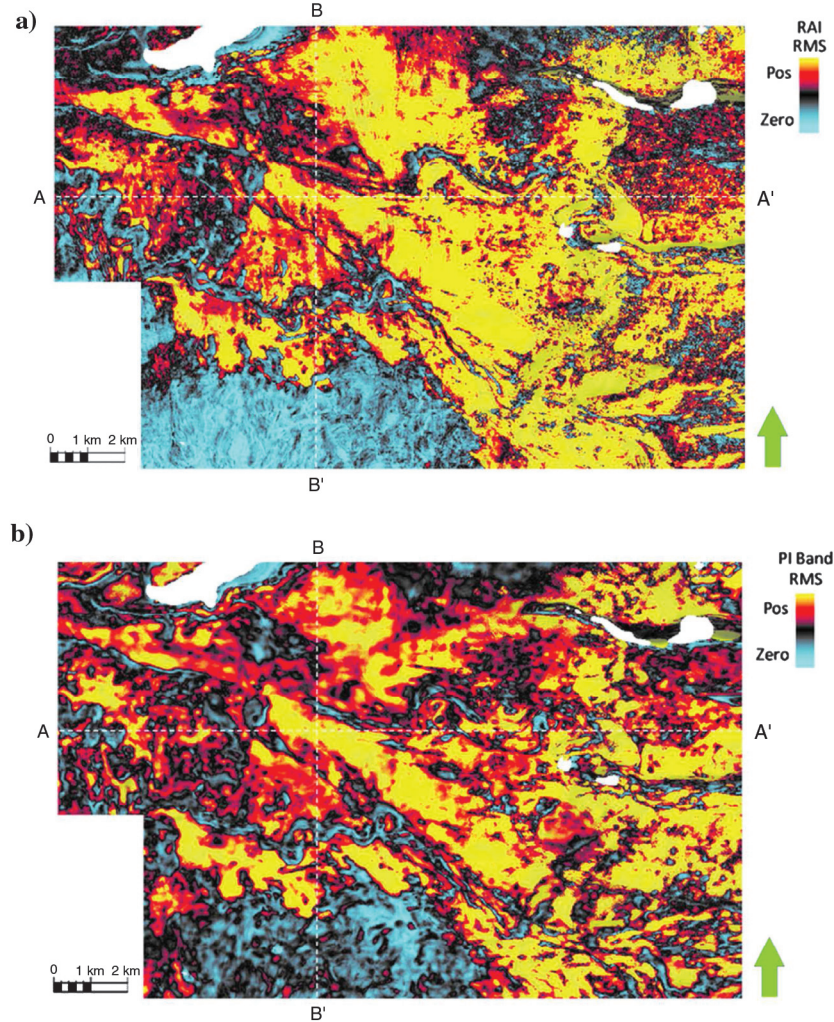 a)
B
RAI
RMS
Pos
Zero
A
A'
0 1 km 2 km
B'
b)
B
PI Band
RMS
Pos
Zero
A
A'
0 1 km 2 km
B'